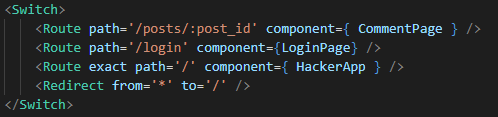 <Switch>
<Route path='/posts/:post_id' component={ CommentPage } />
<Route path='/login' component={LoginPage} />
<Route exact path='/' component={ HackerApp } />
<Redirect from='*' to='/' />
</Switch>